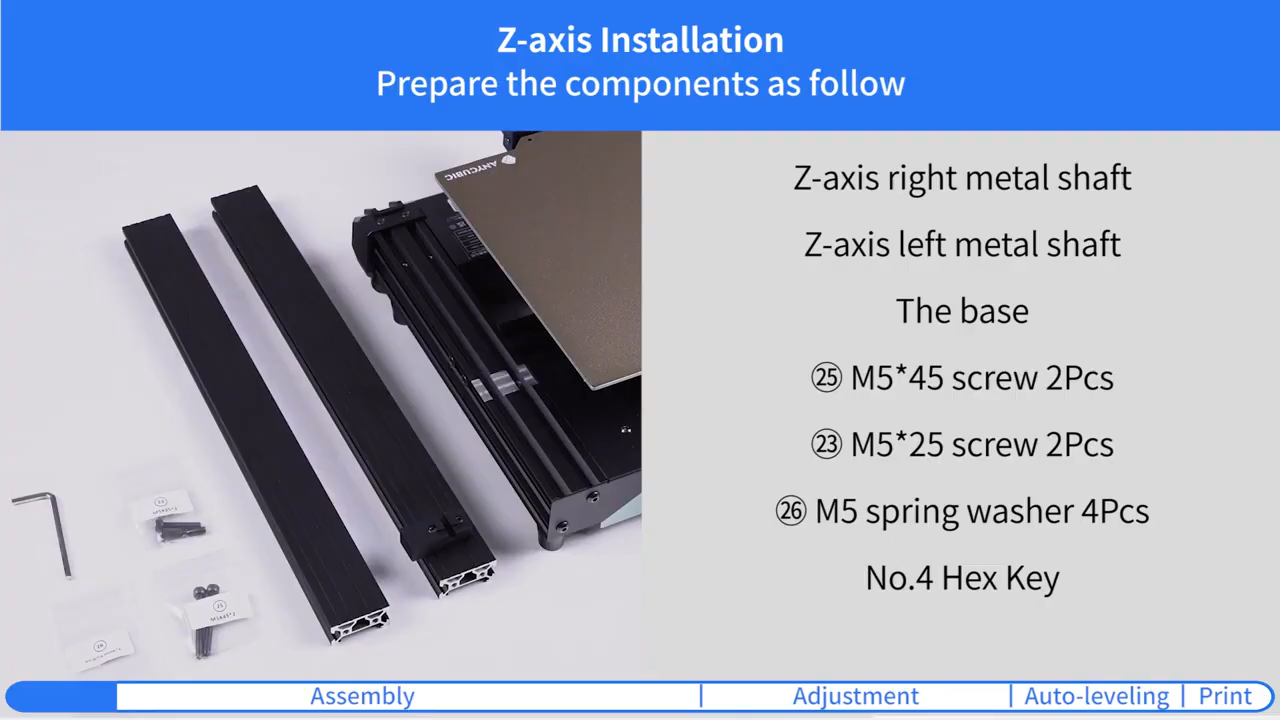 Z-axis Installation
Prepare the components as follow
ANYCUBIC
Z-axis right metal shaft
Z-axis left metal shaft
The base
㉕ M5*45 screw 2Pcs
㉓ M5*25 screw 2Pcs
㉖ M5 spring washer 4Pcs
No.4 Hex Key
Assembly
Adjustment
Auto-leveling
Print